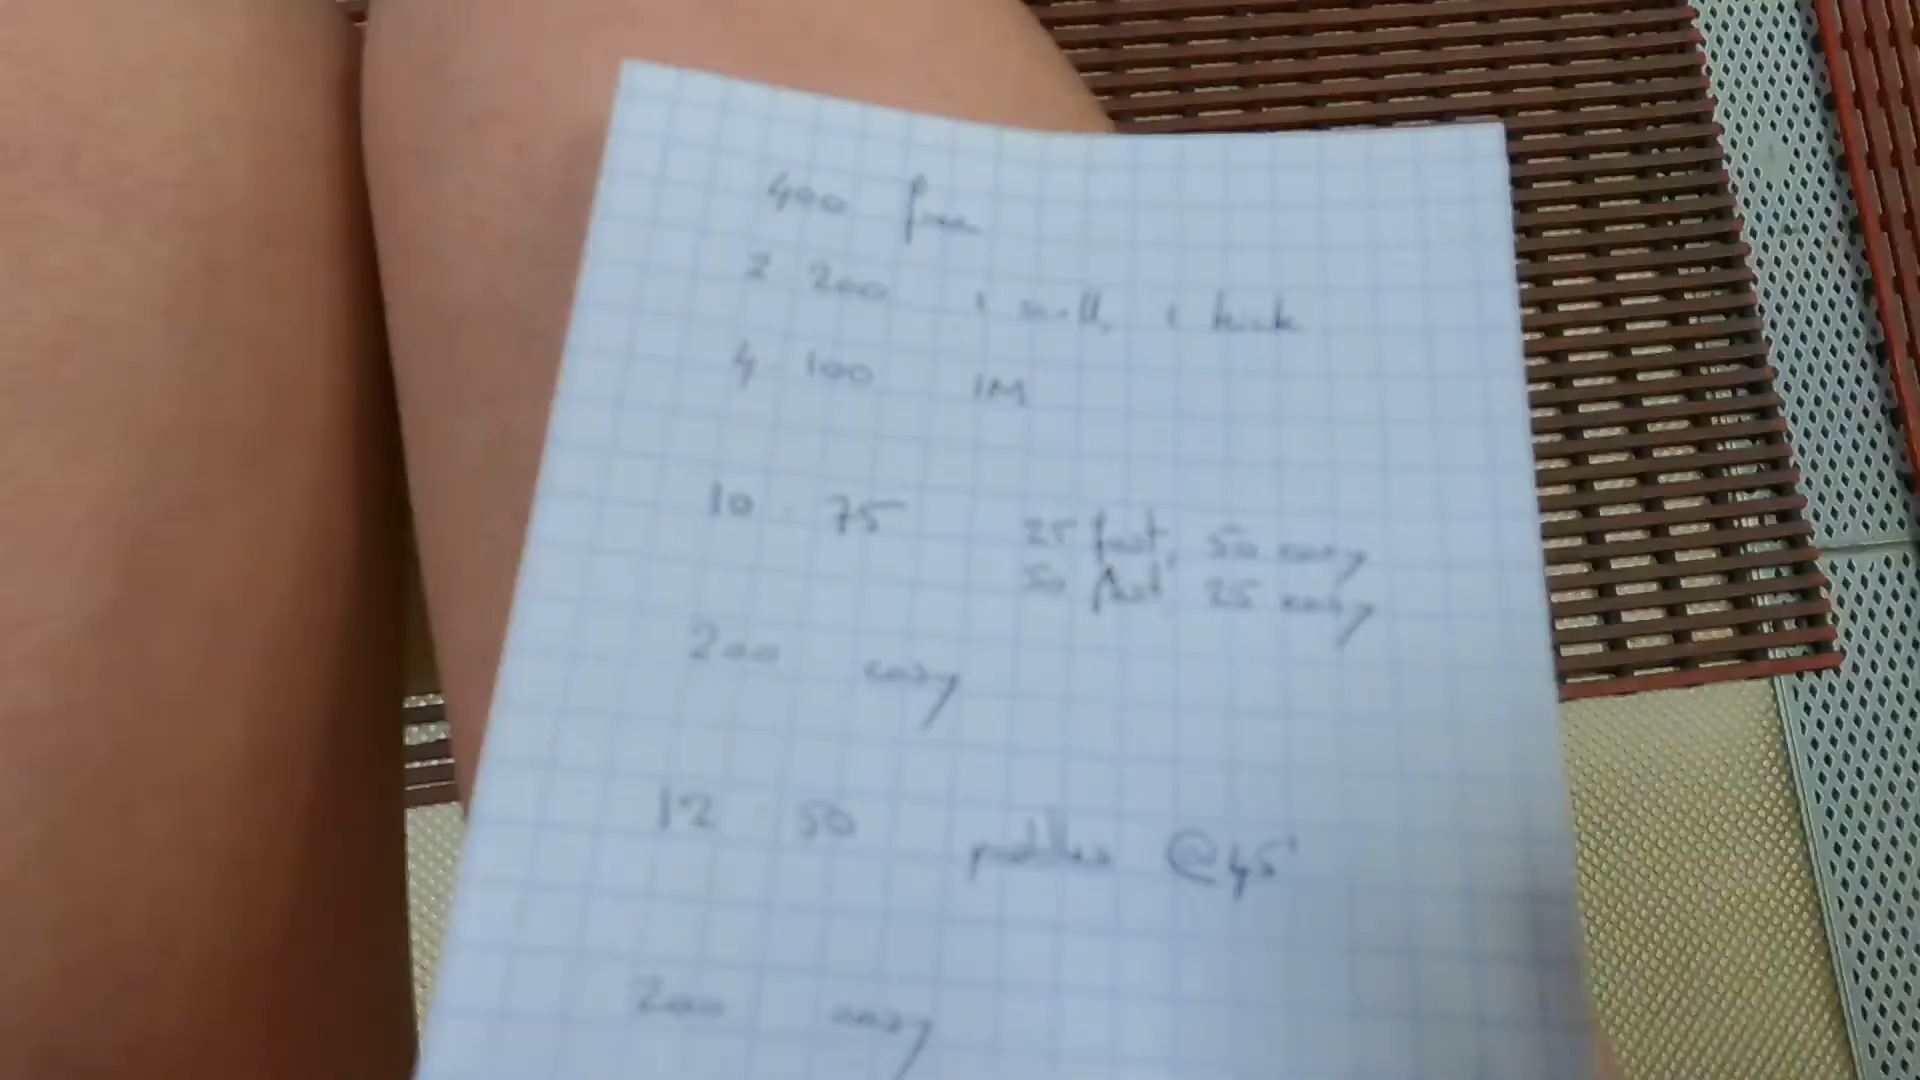 400 free
2 200 1 scull, 1 kick
4 100 IM
10 75 25 fast, 50 easy
50 fast 25 easy
200 easy
12 50 paddles @45'
200 easy